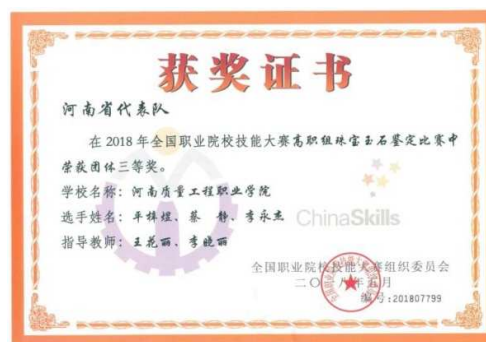 获奖证书
河南省代表队
在2018年全国职业院校技能大赛高职组珠宝玉石鉴定比赛中
荣获团体三等奖。
学校名称：河南质量工程职业学院
选手姓名：平梓煜、蔡 静、李永杰
指导教师：王花丽、李晓丽
ChinaSkills
全国职业院校技能大赛组织委员会
二〇一八年五月
编号:201807799